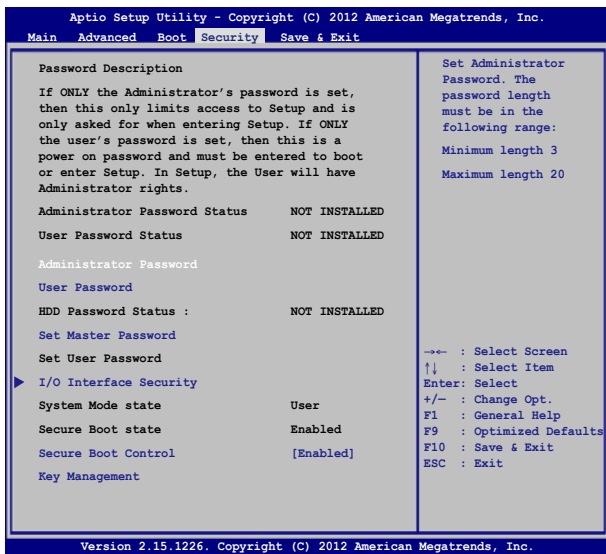 Aptio Setup Utility - Copyright (C) 2012 American Megatrends, Inc.
Main Advanced Boot Security Save & Exit
Password Description
If ONLY the Administrator's password is set,
then this only limits access to Setup and is
only asked for when entering Setup. If ONLY
the user's password is set, then this is a
power on password and must be entered to boot
or enter Setup. In Setup, the User will have
Administrator rights.
Administrator Password Status NOT INSTALLED
User Password Status NOT INSTALLED
Administrator Password
User Password
HDD Password Status : NOT INSTALLED
Set Master Password
Set User Password
I/O Interface Security
System Mode state User
Secure Boot state Enabled
Secure Boot Control [Enabled]
Key Management
Set Administrator
Password. The
password length
must be in the
following range:
Minimum length 3
Maximum length 20
→← : Select Screen
↑↓ : Select Item
Enter: Select
+/— : Change Opt.
F1 : General Help
F9 : Optimized Defaults
F10 : Save & Exit
ESC : Exit
Version 2.15.1226. Copyright (C) 2012 American Megatrends, Inc.